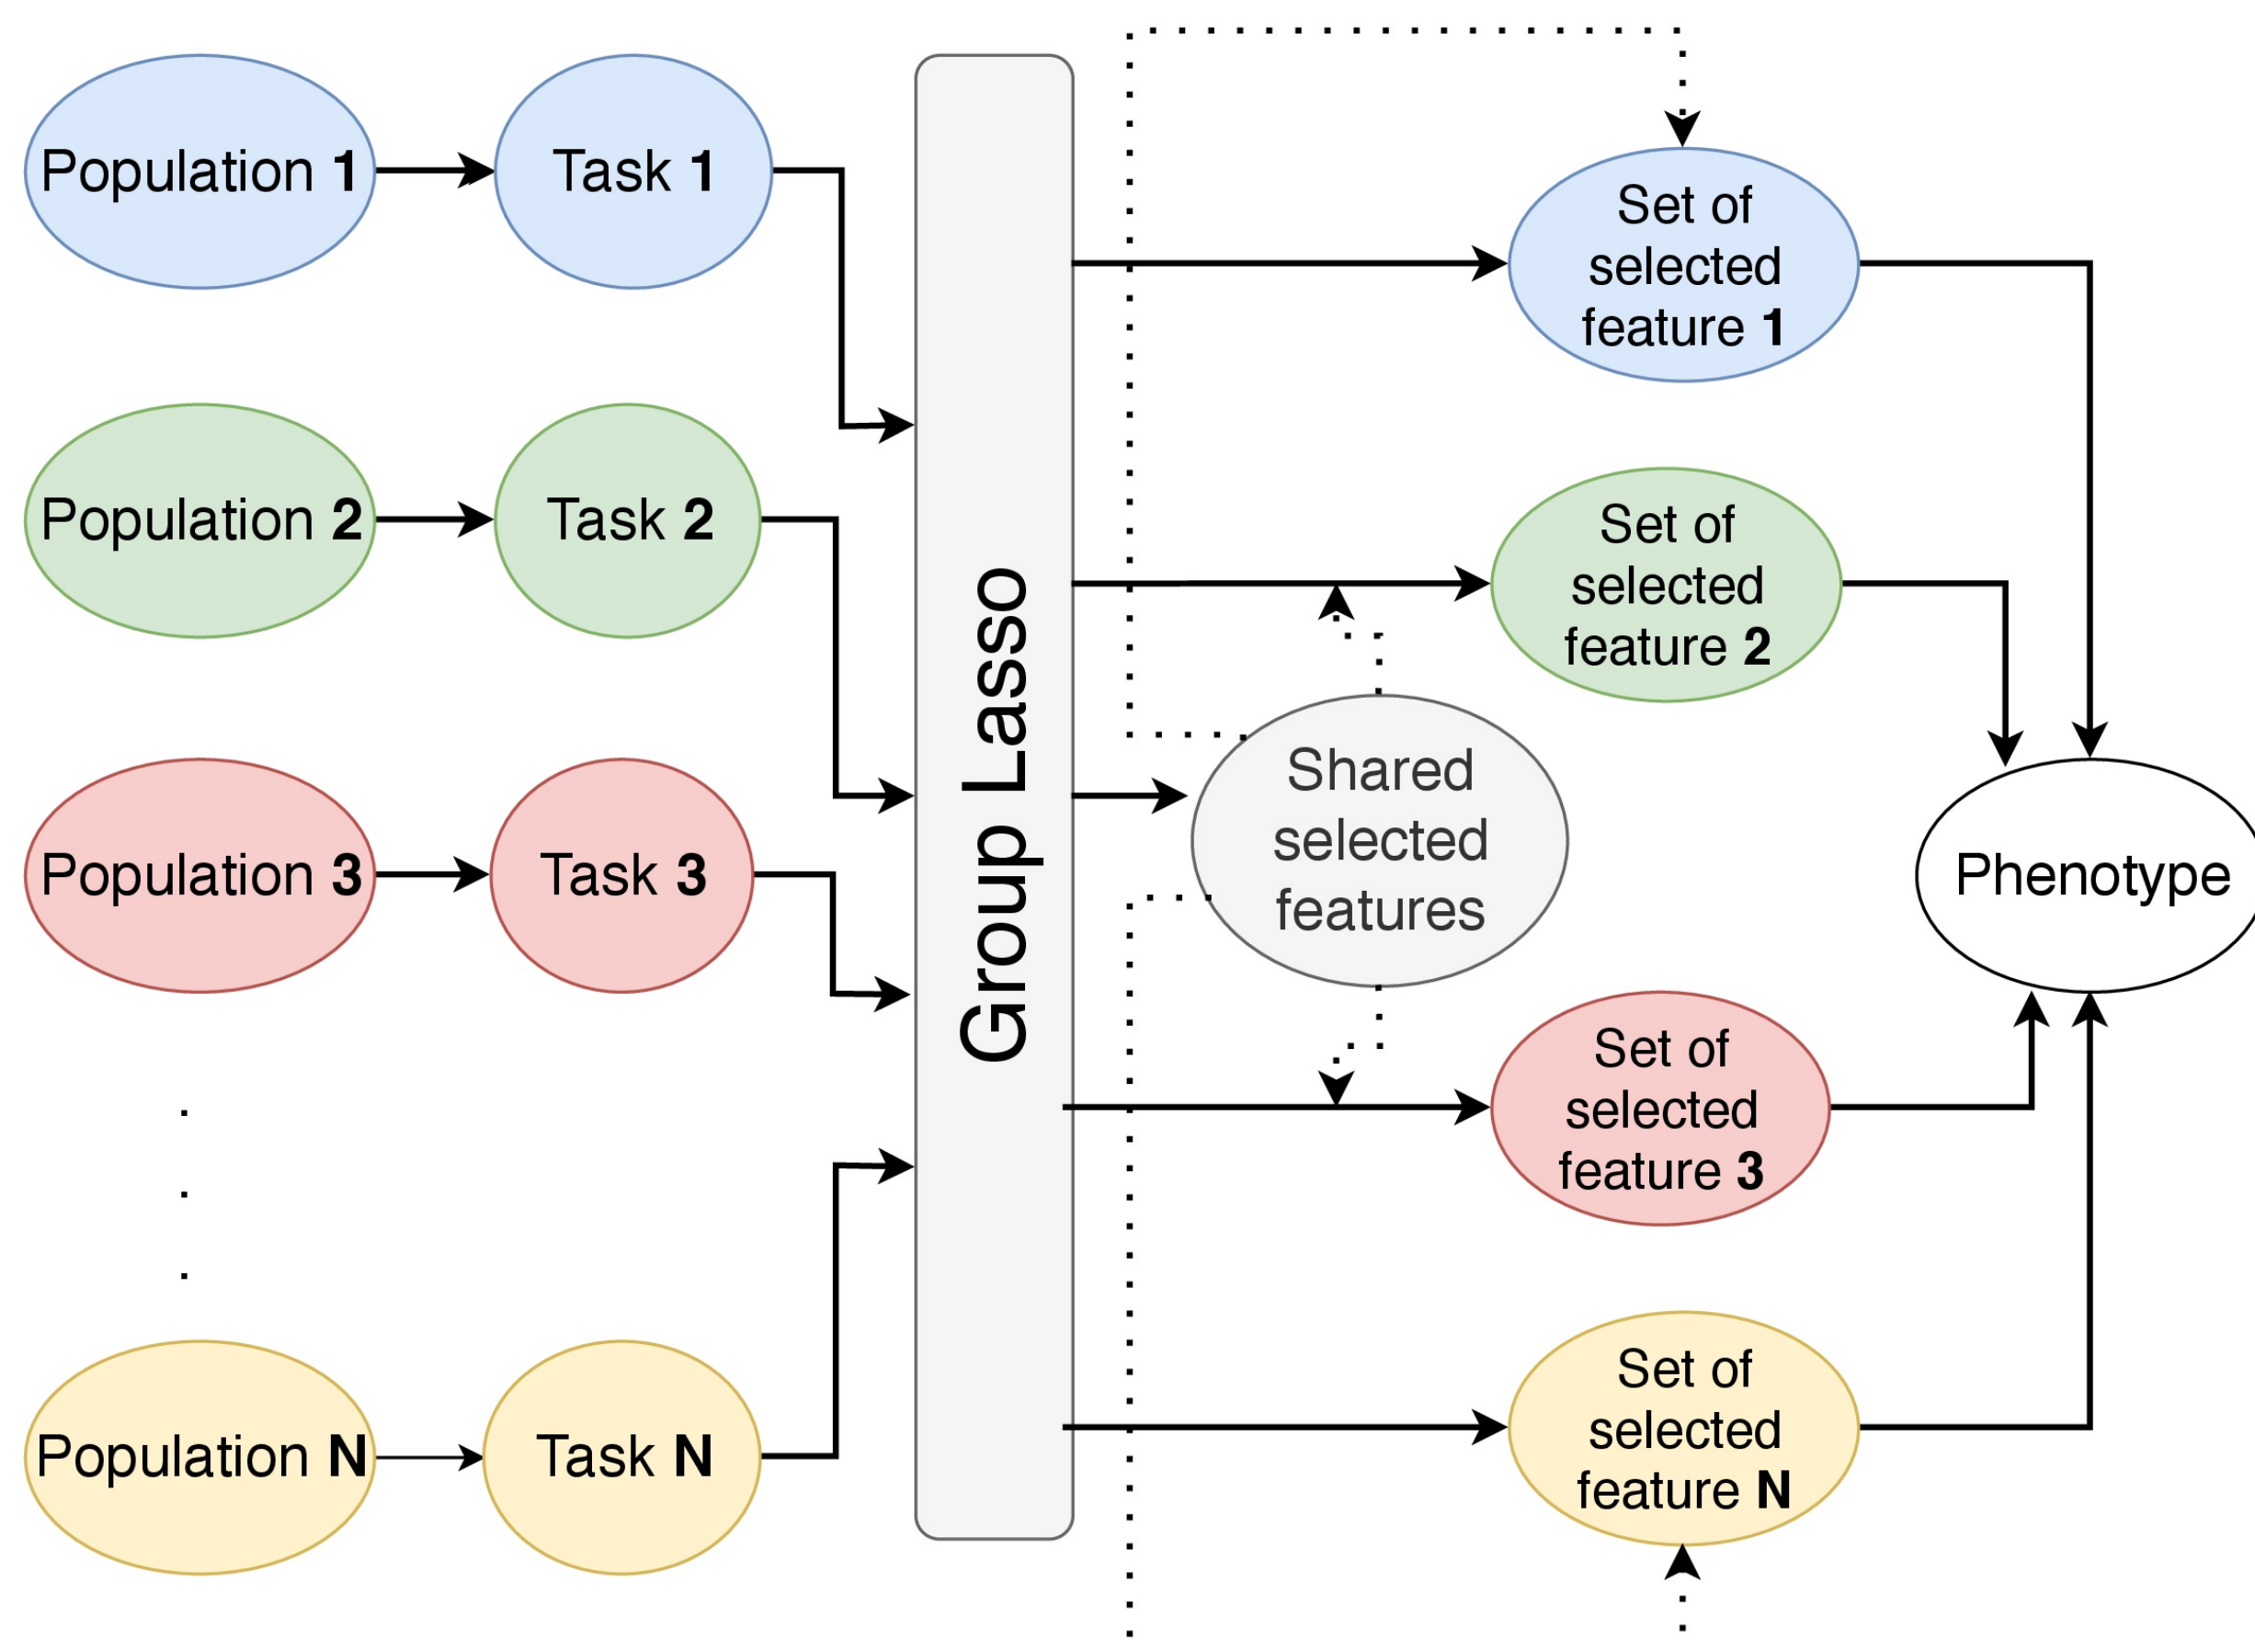 Population 1
Task 1
Population 2
Task 2
Population 3
Task 3
.
.
.
Population N
Task N
Group Lasso
Set of
selected
feature 1
Set of
selected
feature 2
Shared
selected
features
Set of
selected
feature 3
Set of
selected
feature N
Phenotype